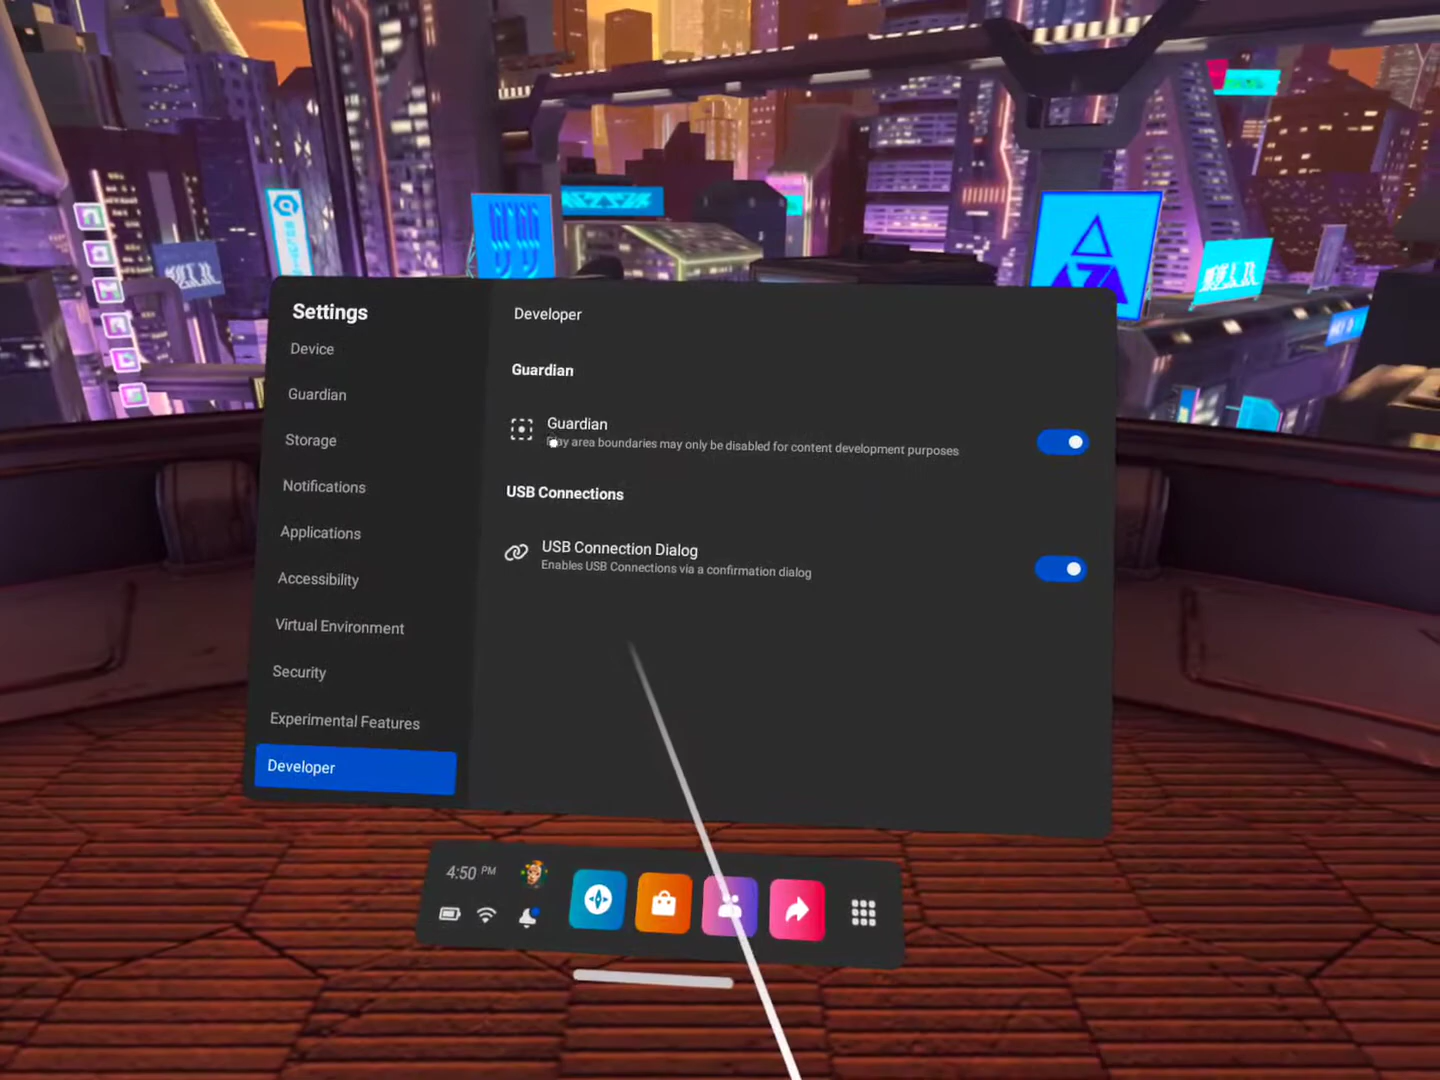 Settings
Device
Guardian
Storage
Notifications
Applications
Accessibility
Virtual Environment
Security
Experimental Features
Developer
Developer
Guardian
Guardian
Play area boundaries may only be disabled for content development purposes
USB Connections
USB Connection Dialog
Enables USB Connections via a confirmation dialog
4:50 PM